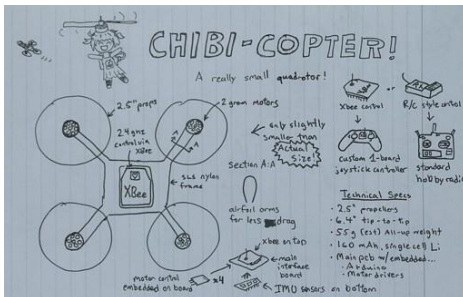 CHIBI-COPTER!
A really small quadrotor!
2.5" props
2 gram motors
2.4 ghz
control via
XBee
XBee
SLS nylon
frame
only slightly
smaller than
Actual
Size!
Section A:A
airfoil arms
for less drag
xbee on top
main
interface
board
motor control
embedded on board
x4
IMU sensors on bottom
Xbee control
or
R/C style control
custom 1-board
joystick controller
standard
hobby radio
Technical Specs
• 2.5" propellers
• 6.4" tip-to-tip
• 55g (est) All-up weight
• 160 mAh, single cell Li
• Main pcb w/ embedded...
- Arduino
- Motor drivers